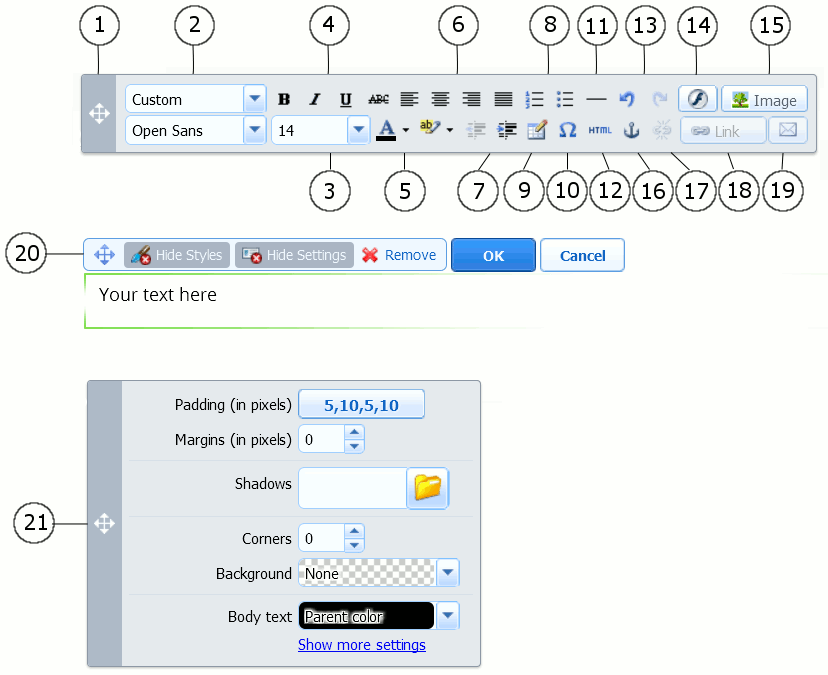 1 2 4 6 8 11 13 14 15
Custom B I U ABC Image
Open Sans 14 A ab HTML Link
3 5 7 9 10 12 16 17 18 19
20 Hide Styles Hide Settings Remove OK Cancel
Your text here
Padding (in pixels) 5,10,5,10
Margins (in pixels) 0
Shadows
21
Corners 0
Background None
Body text Parent color
Show more settings